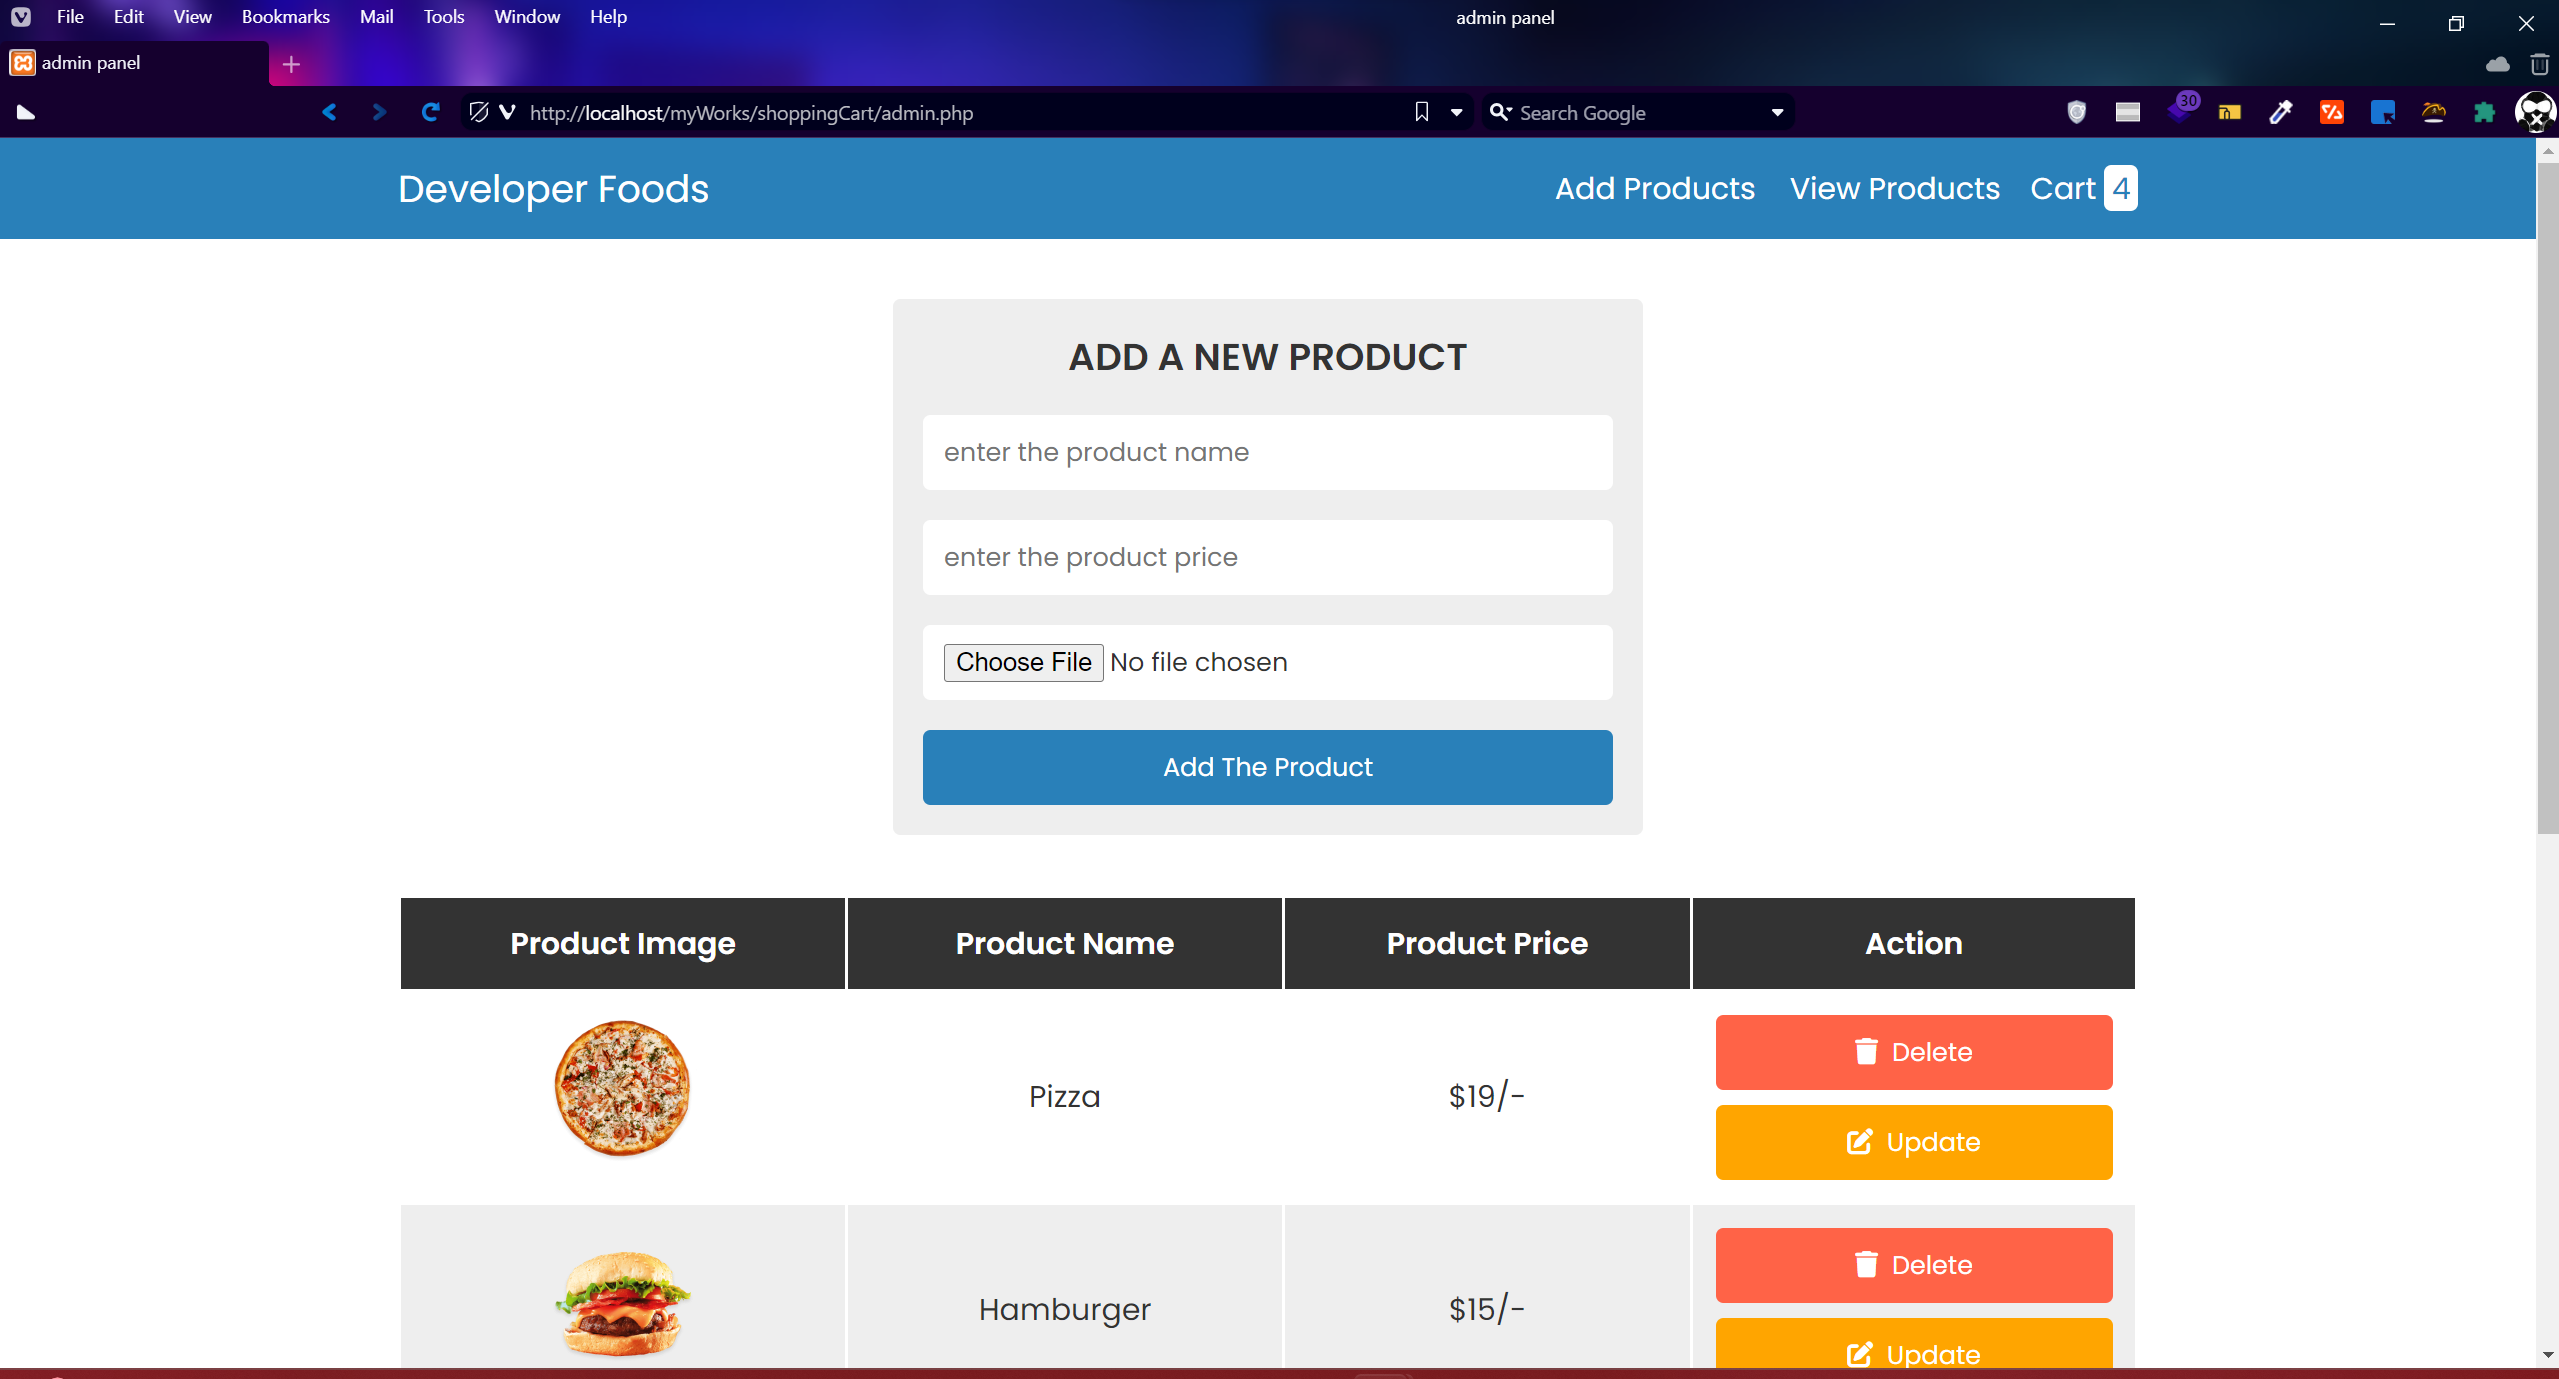 File Edit View Bookmarks Mail Tools Window Help
admin panel
admin panel
http://localhost/myWorks/shoppingCart/admin.php
Search Google
30
Developer Foods
Add Products View Products Cart 4
ADD A NEW PRODUCT
enter the product name
enter the product price
Choose File No file chosen
Add The Product
Product Image Product Name Product Price Action
Pizza $19/-
Delete
Update
Hamburger $15/-
Delete
Update